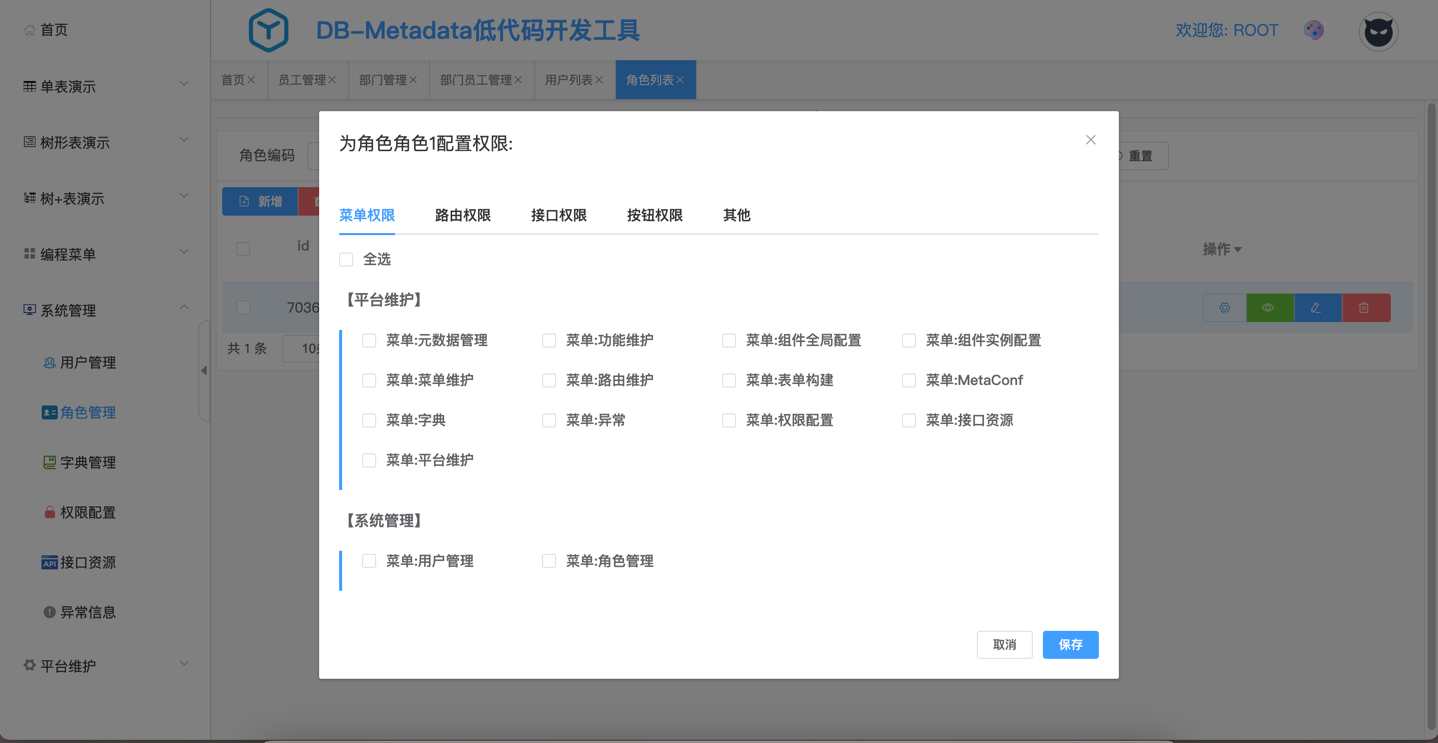 首页
DB-Metadata低代码开发工具
欢迎您: ROOT
单表演示
首页
员工管理
部门管理
部门员工管理
用户列表
角色列表
树形表演示
树+表演示
编程菜单
系统管理
用户管理
角色管理
字典管理
权限配置
API 接口资源
异常信息
平台维护
角色编码
重置
新增
id
操作
7036
共 1 条
为角色角色1配置权限:
菜单权限
路由权限
接口权限
按钮权限
其他
全选
【平台维护】
菜单:元数据管理
菜单:功能维护
菜单:组件全局配置
菜单:组件实例配置
菜单:菜单维护
菜单:路由维护
菜单:表单构建
菜单:MetaConf
菜单:字典
菜单:异常
菜单:权限配置
菜单:接口资源
菜单:平台维护
【系统管理】
菜单:用户管理
菜单:角色管理
取消
保存